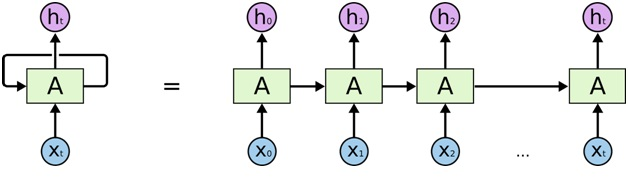 hₜ h₀ h₁ h₂ hₜ
A = A A A A
xₜ x₀ x₁ x₂ ... xₜ